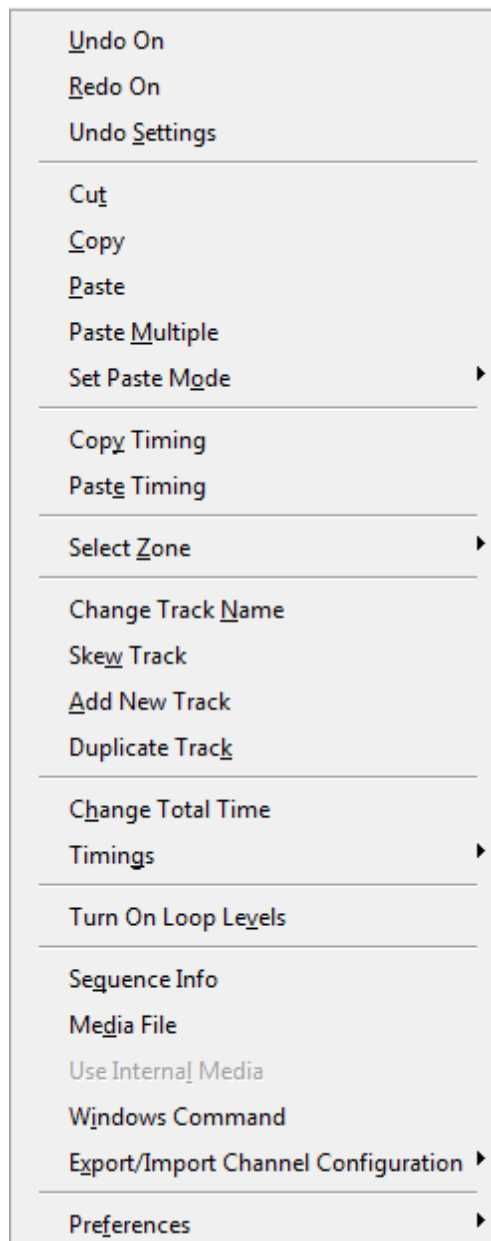 Undo On
Redo On
Undo Settings
Cut
Copy
Paste
Paste Multiple
Set Paste Mode
Copy Timing
Paste Timing
Select Zone
Change Track Name
Skew Track
Add New Track
Duplicate Track
Change Total Time
Timings
Turn On Loop Levels
Sequence Info
Media File
Use Internal Media
Windows Command
Export/Import Channel Configuration
Preferences